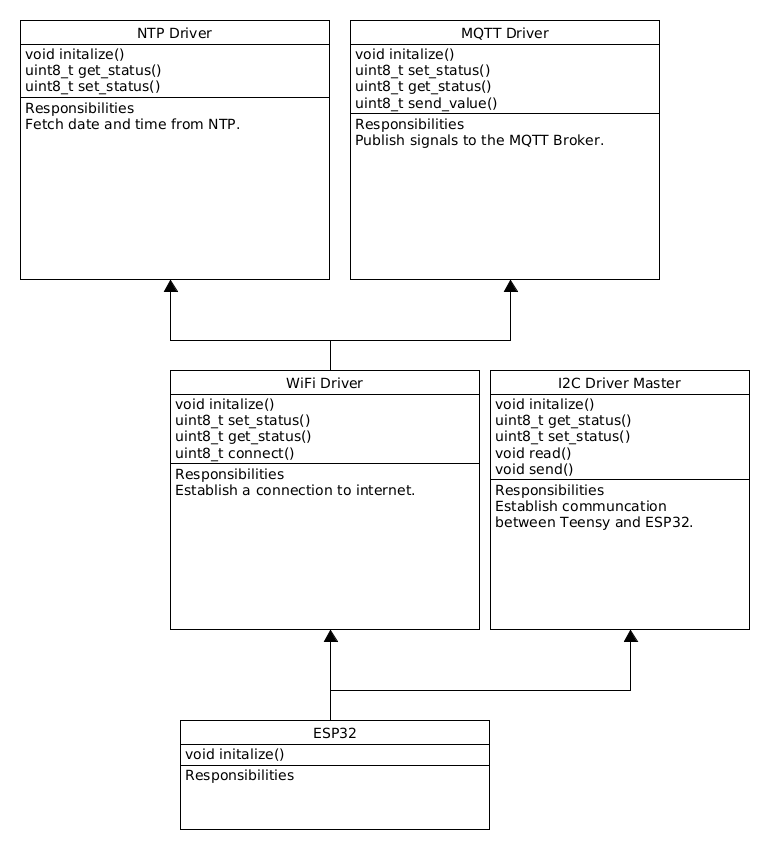 NTP Driver
void initalize()
uint8_t get_status()
uint8_t set_status()
Responsibilities
Fetch date and time from NTP.
MQTT Driver
void initalize()
uint8_t set_status()
uint8_t get_status()
uint8_t send_value()
Responsibilities
Publish signals to the MQTT Broker.
WiFi Driver
void initalize()
uint8_t set_status()
uint8_t get_status()
uint8_t connect()
Responsibilities
Establish a connection to internet.
I2C Driver Master
void initalize()
uint8_t get_status()
uint8_t set_status()
void read()
void send()
Responsibilities
Establish communcation
between Teensy and ESP32.
ESP32
void initalize()
Responsibilities